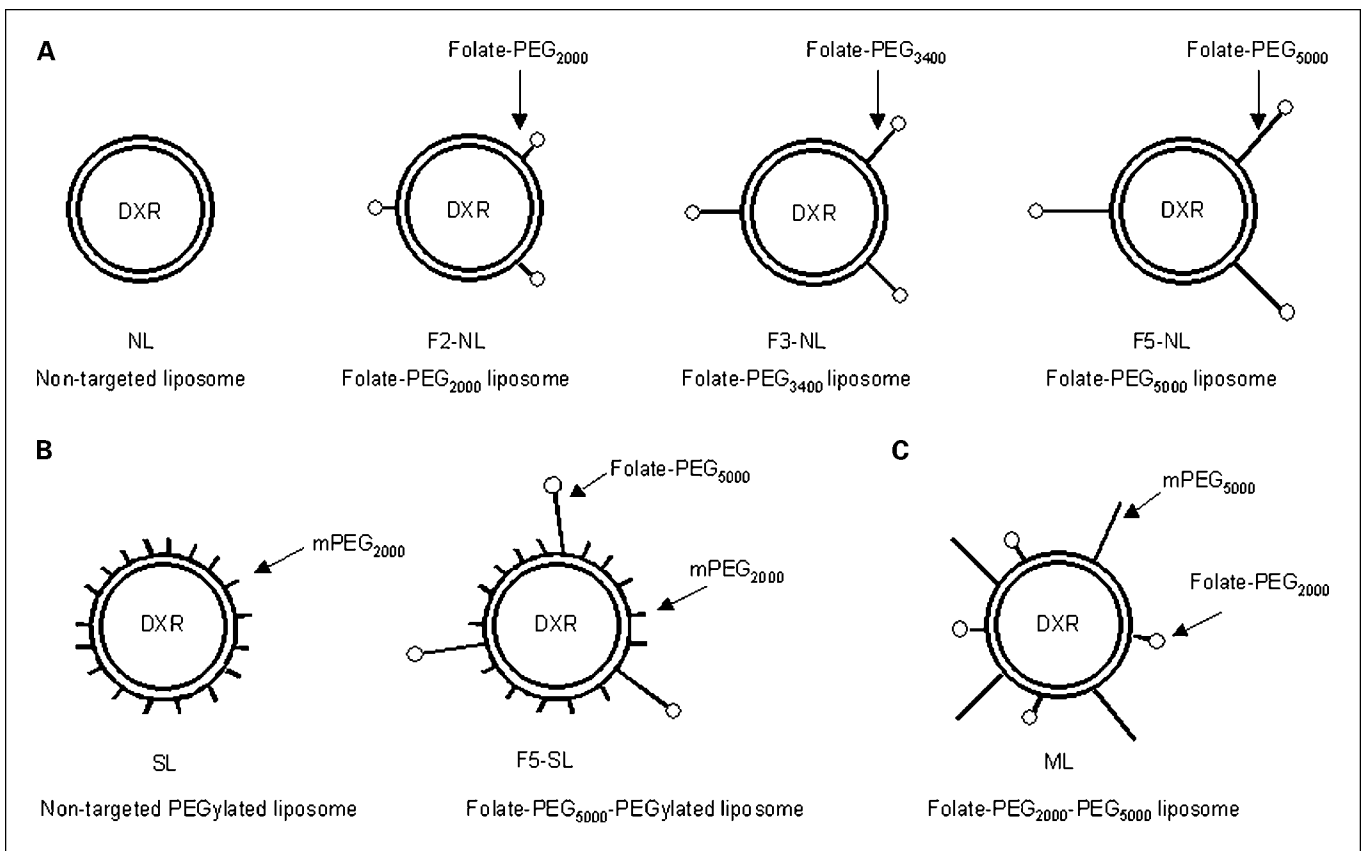 A
Folate-PEG2000
Folate-PEG3400
Folate-PEG5000
DXR
DXR
DXR
DXR
NL
F2-NL
F3-NL
F5-NL
Non-targeted liposome
Folate-PEG2000 liposome
Folate-PEG3400 liposome
Folate-PEG5000 liposome
B
mPEG2000
Folate-PEG5000
mPEG2000
DXR
DXR
SL
F5-SL
Non-targeted PEGylated liposome
Folate-PEG5000-PEGylated liposome
C
mPEG5000
Folate-PEG2000
DXR
ML
Folate-PEG2000-PEG5000 liposome